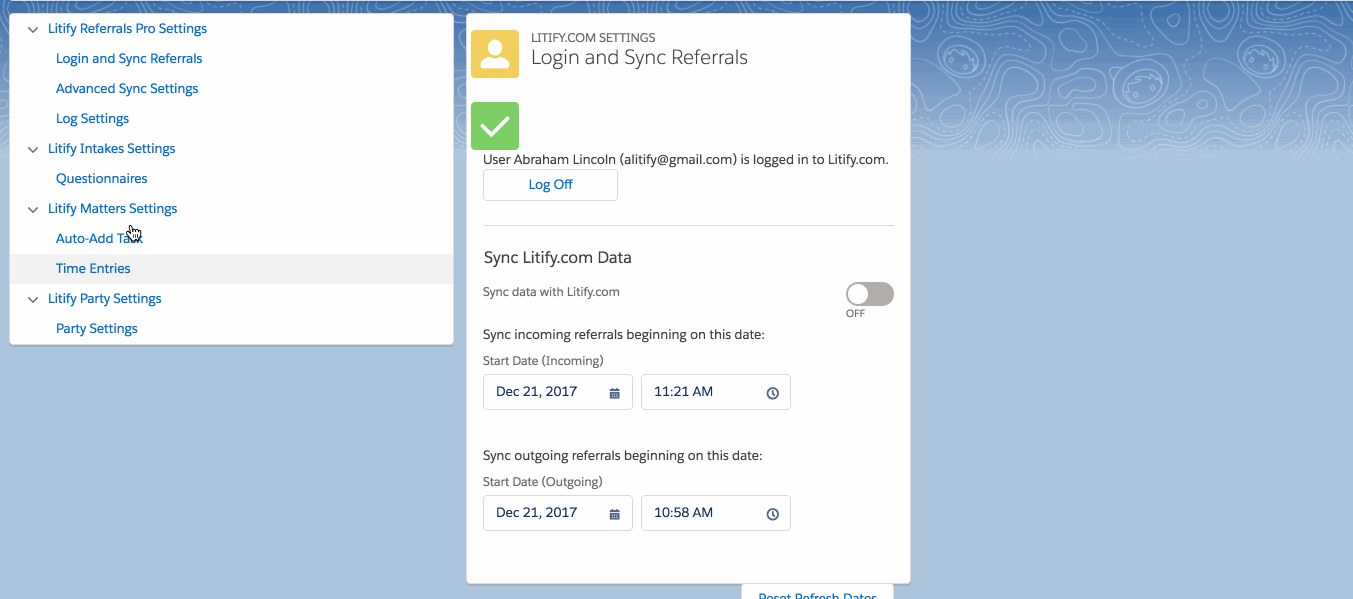 Litify Referrals Pro Settings
Login and Sync Referrals
Advanced Sync Settings
Log Settings
Litify Intakes Settings
Questionnaires
Litify Matters Settings
Auto-Add
Time Entries
Litify Party Settings
Party Settings
LITIFY.COM SETTINGS
Login and Sync Referrals
User Abraham Lincoln (alitify@gmail.com) is logged in to Litify.com.
Log Off
Sync Litify.com Data
Sync data with Litify.com
OFF
Sync incoming referrals beginning on this date:
Start Date (Incoming)
Dec 21, 2017 11:21 AM
Sync outgoing referrals beginning on this date:
Start Date (Outgoing)
Dec 21, 2017 10:58 AM
Reset Refresh Dates